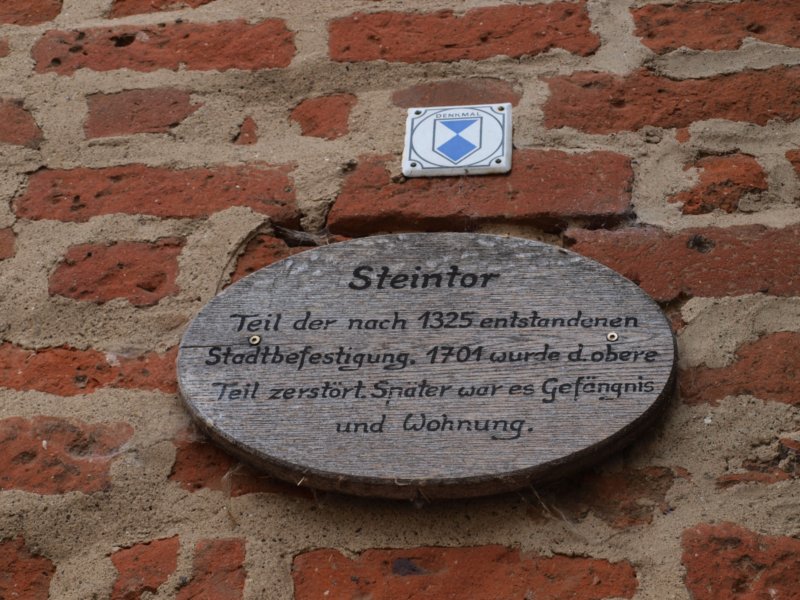 DENKMAL
Steintor
Teil der nach 1325 entstandenen
Stadtbefestigung. 1701 wurde d. obere
Teil zerstört. Später war es Gefängnis
und Wohnung.